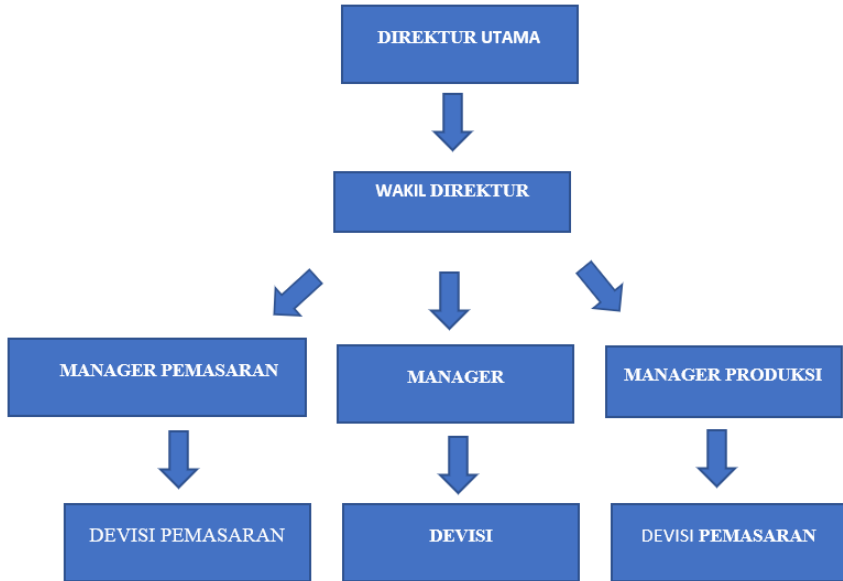 DIREKTUR UTAMA
WAKIL DIREKTUR
MANAGER PEMASARAN
MANAGER
MANAGER PRODUKSI
DEVISI PEMASARAN
DEVISI
DEVISI PEMASARAN